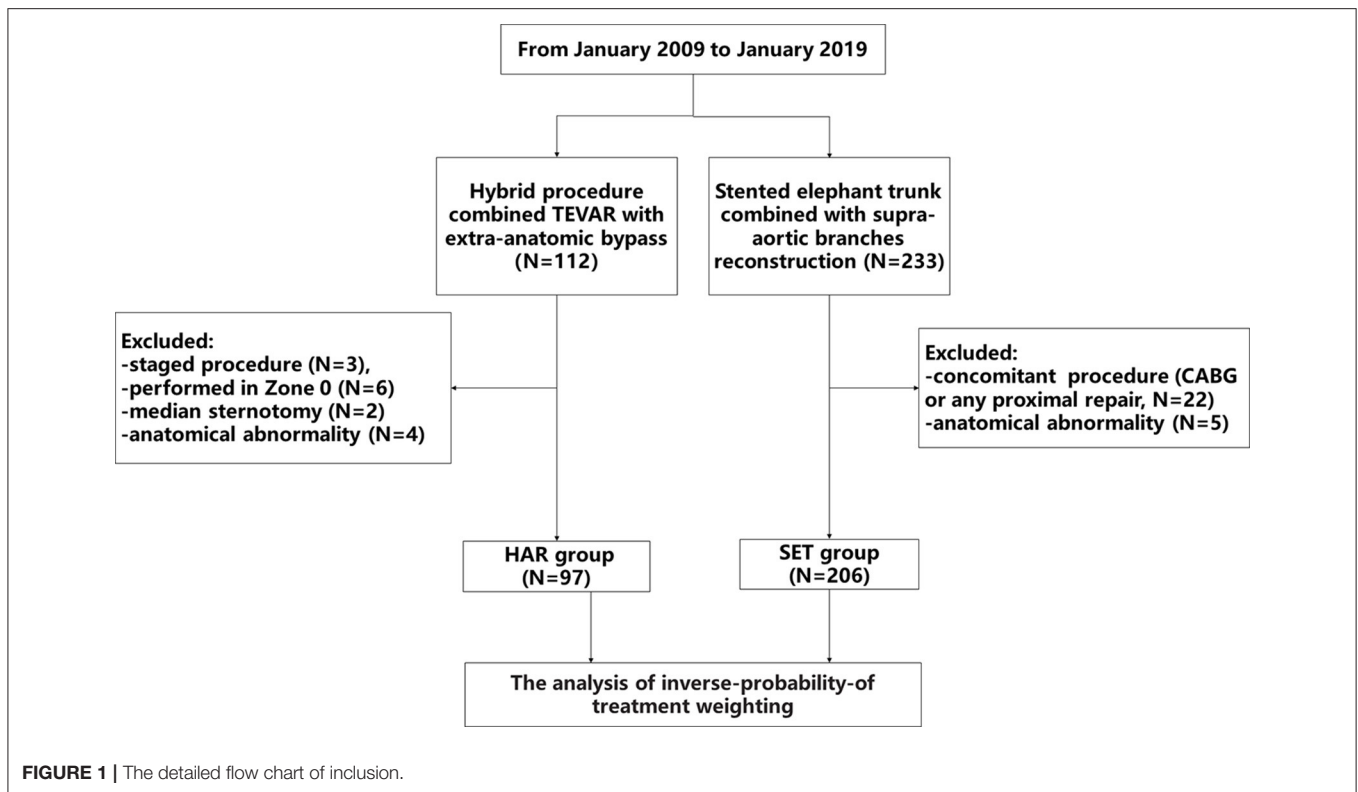 From January 2009 to January 2019
Hybrid procedure
combined TEVAR with
extra-anatomic bypass
(N=112)
Stented elephant trunk
combined with supra-
aortic branches
reconstruction (N=233)
Excluded:
-staged procedure (N=3),
-performed in Zone 0 (N=6)
-median sternotomy (N=2)
-anatomical abnormality (N=4)
Excluded:
-concomitant procedure (CABG
or any proximal repair, N=22)
-anatomical abnormality (N=5)
HAR group
(N=97)
SET group
(N=206)
The analysis of inverse-probability-of
treatment weighting
FIGURE 1 | The detailed flow chart of inclusion.